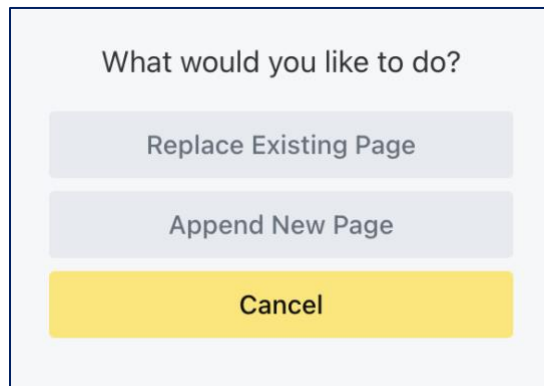 What would you like to do?
Replace Existing Page
Append New Page
Cancel